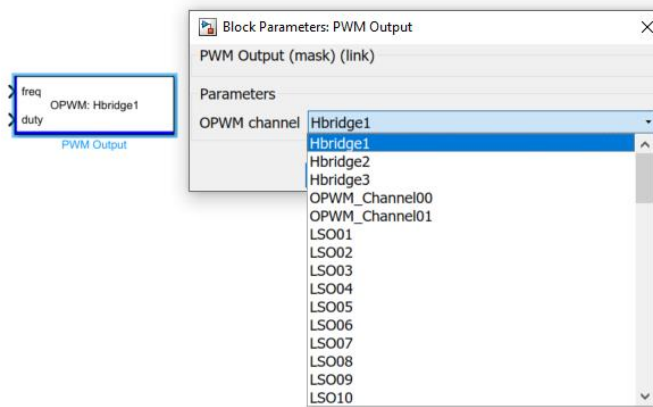 Block Parameters: PWM Output
PWM Output (mask) (link)
Parameters
OPWM channel Hbridge1
Hbridge1
Hbridge2
Hbridge3
OPWM_Channel00
OPWM_Channel01
LSO01
LSO02
LSO03
LSO04
LSO05
LSO06
LSO07
LSO08
LSO09
LSO10
freq
OPWM: Hbridge1
duty
PWM Output